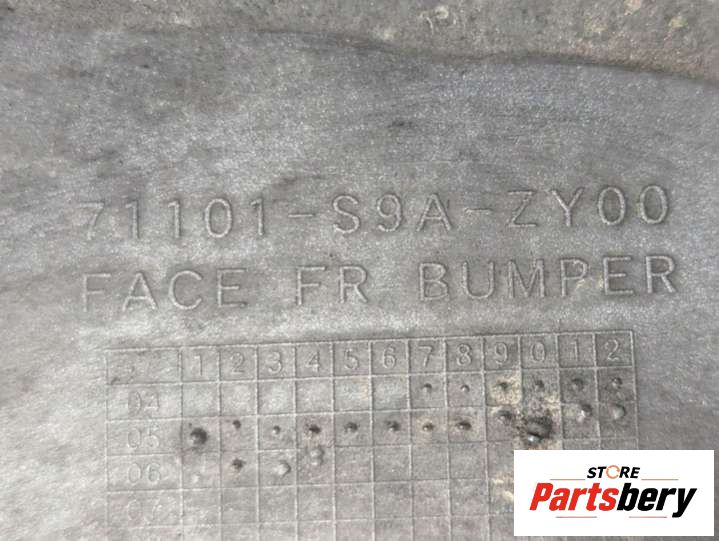 71101-S9A-ZY00
FACE FR BUMPER
1 2 3 4 5 6 7 8 9 0 1 2
04
05
06
STORE
Partsbery